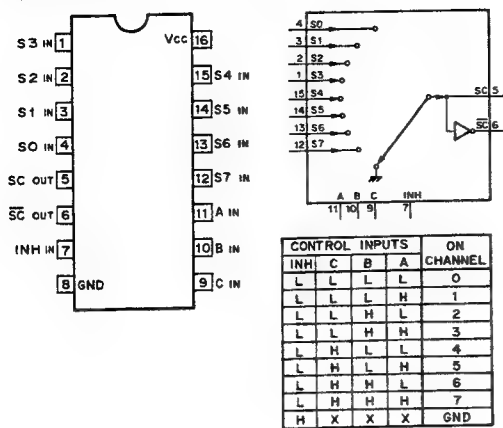 S3 IN 1
Vcc 16
S2 IN 2
15 S4 IN
S1 IN 3
14 S5 IN
S0 IN 4
13 S6 IN
SC OUT 5
12 S7 IN
S̅C̅ OUT 6
11 A IN
INH IN 7
10 B IN
8 GND
9 C IN
4 S0
3 S1
2 S2
1 S3
15 S4
14 S5
13 S6
12 S7
SC 5
S̅C̅ 6
A B C INH
11 10 9 7
CONTROL INPUTS ON CHANNEL
INH C B A
L L L L 0
L L L H 1
L L H L 2
L L H H 3
L H L L 4
L H L H 5
L H H L 6
L H H H 7
H X X X GND